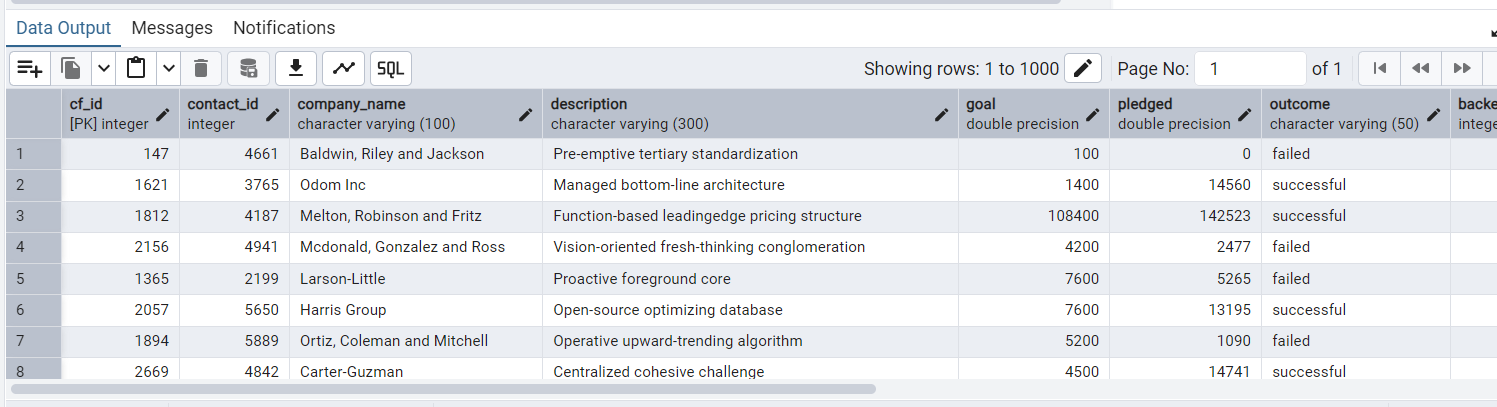 Data Output Messages Notifications
SQL Showing rows: 1 to 1000 Page No: 1 of 1
cf_id contact_id company_name description goal pledged outcome backe
[PK] integer integer character varying (100) character varying (300) double precision double precision character varying (50) intege
1 147 4661 Baldwin, Riley and Jackson Pre-emptive tertiary standardization 100 0 failed
2 1621 3765 Odom Inc Managed bottom-line architecture 1400 14560 successful
3 1812 4187 Melton, Robinson and Fritz Function-based leadingedge pricing structure 108400 142523 successful
4 2156 4941 Mcdonald, Gonzalez and Ross Vision-oriented fresh-thinking conglomeration 4200 2477 failed
5 1365 2199 Larson-Little Proactive foreground core 7600 5265 failed
6 2057 5650 Harris Group Open-source optimizing database 7600 13195 successful
7 1894 5889 Ortiz, Coleman and Mitchell Operative upward-trending algorithm 5200 1090 failed
8 2669 4842 Carter-Guzman Centralized cohesive challenge 4500 14741 successful